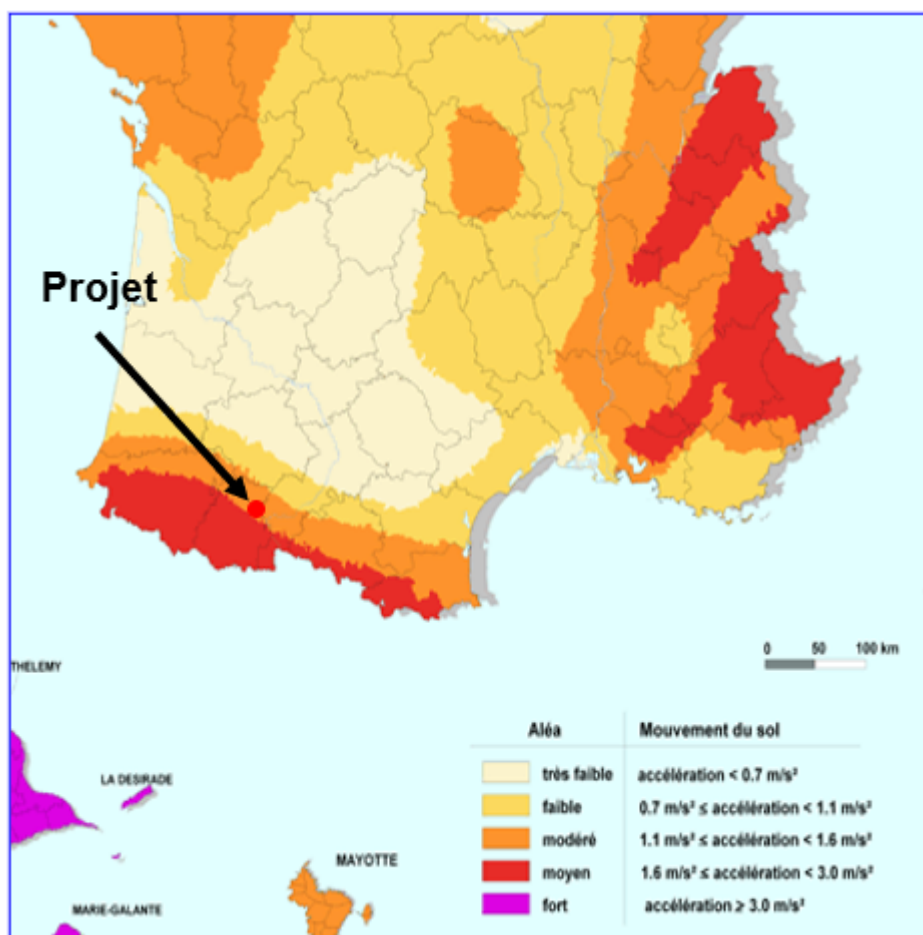 Projet
0 50 100 km
THELEMY
LA DESIRADE
MAYOTTE
MARIE-GALANTE
Aléa Mouvement du sol
très faible accélération < 0.7 m/s²
faible 0.7 m/s² ≤ accélération < 1.1 m/s²
modéré 1.1 m/s² ≤ accélération < 1.6 m/s²
moyen 1.6 m/s² ≤ accélération < 3.0 m/s²
fort accélération ≥ 3.0 m/s²